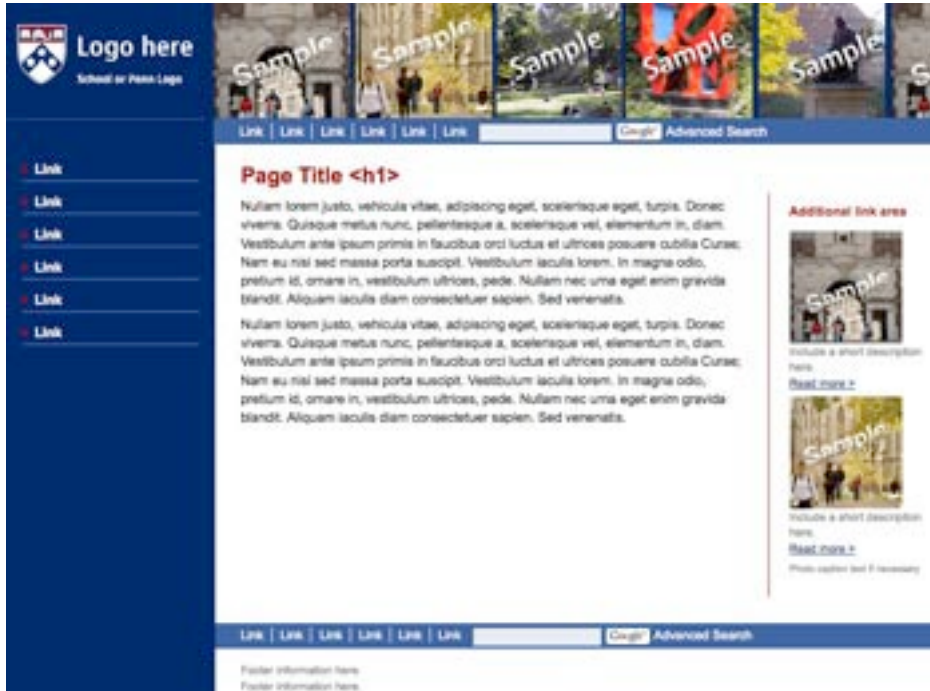 Logo here
School or Penn Logo
Sample
Sample
Sample
Sample
Sample
S
Link | Link | Link | Link | Link | Link
Google Advanced Search
Link
Link
Link
Link
Link
Link
Page Title <h1>
Nullam lorem justo, vehicula vitae, adipiscing eget, scelerisque eget, turpis. Donec
viverra. Quisque metus nunc, pellentesque a, scelerisque vel, elementum in, diam.
Vestibulum ante ipsum primis in faucibus orci luctus et ultrices posuere cubilia Curae;
Nam eu nisi sed massa porta suscipit. Vestibulum iaculis lorem. In magna odio,
pretium id, ornare in, vestibulum ultrices, pede. Nullam nec urna eget enim gravida
blandit. Aliquam iaculis diam consectetuer sapien. Sed venenatis.
Nullam lorem justo, vehicula vitae, adipiscing eget, scelerisque eget, turpis. Donec
viverra. Quisque metus nunc, pellentesque a, scelerisque vel, elementum in, diam.
Vestibulum ante ipsum primis in faucibus orci luctus et ultrices posuere cubilia Curae;
Nam eu nisi sed massa porta suscipit. Vestibulum iaculis lorem. In magna odio,
pretium id, ornare in, vestibulum ultrices, pede. Nullam nec urna eget enim gravida
blandit. Aliquam iaculis diam consectetuer sapien. Sed venenatis.
Additional link area
Sample
Include a short description
here.
Read more >
Sample
Include a short description
here.
Read more >
Photo caption text if necessary
Link | Link | Link | Link | Link | Link
Google Advanced Search
Footer information here.
Footer information here.